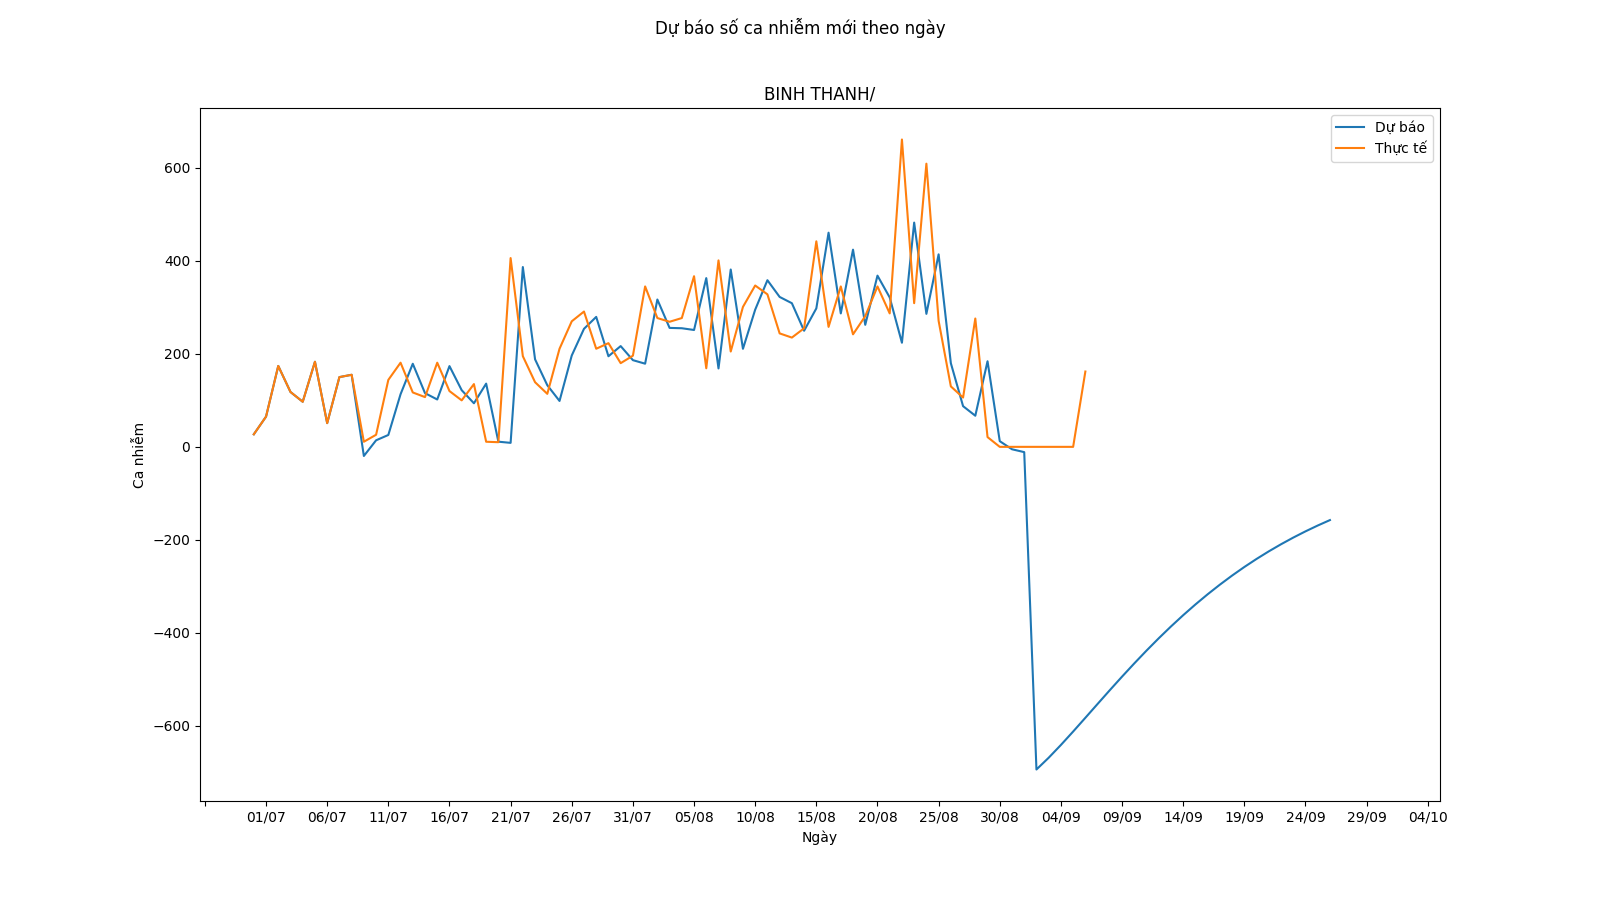 Dự báo số ca nhiễm mới theo ngày
BINH THANH/
Dự báo
Thực tế
600
400
200
0
−200
−400
−600
Ca nhiễm
01/07 06/07 11/07 16/07 21/07 26/07 31/07 05/08 10/08 15/08 20/08 25/08 30/08 04/09 09/09 14/09 19/09 24/09 29/09 04/10
Ngày